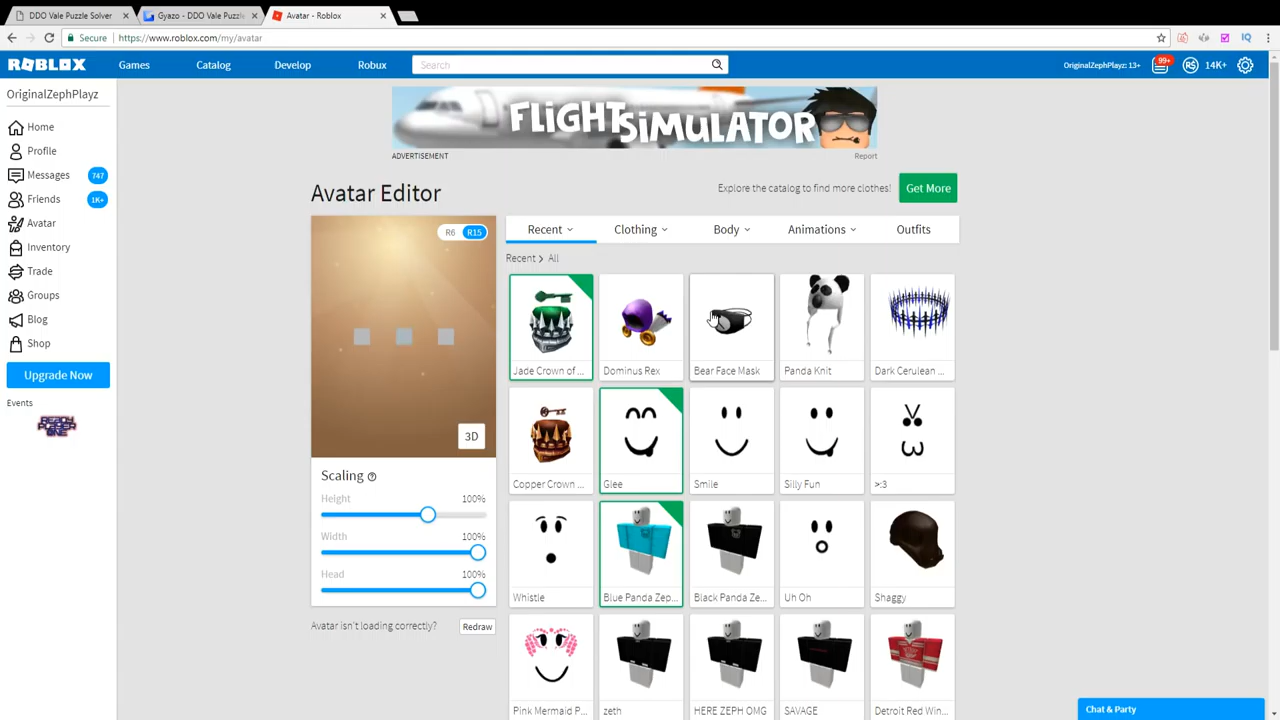 DDO Vale Puzzle Solver
Gyazo - DDO Vale Puzzle
Avatar - Roblox
Secure
https://www.roblox.com/my/avatar
ROBLOX
Games
Catalog
Develop
Robux
Search
OriginalZephPlayz: 13+
99+
14K+
OriginalZephPlayz
Home
Profile
Messages
747
Friends
1K+
Avatar
Inventory
Trade
Groups
Blog
Shop
Upgrade Now
Events
READY
PLAYER
ONE
FLIGHT SIMULATOR
ADVERTISEMENT
Report
Avatar Editor
Explore the catalog to find more clothes!
Get More
R6
R15
3D
Scaling
Height
100%
Width
100%
Head
100%
Avatar isn't loading correctly?
Redraw
Recent
Clothing
Body
Animations
Outfits
Recent > All
Jade Crown of ...
Dominus Rex
Bear Face Mask
Panda Knit
Dark Cerulean ...
Copper Crown ...
Glee
Smile
Silly Fun
>:3
Whistle
Blue Panda Zep...
Black Panda Ze...
Uh Oh
Shaggy
Pink Mermaid P...
zeth
HERE ZEPH OMG
SAVAGE
Detroit Red Win...
Chat & Party